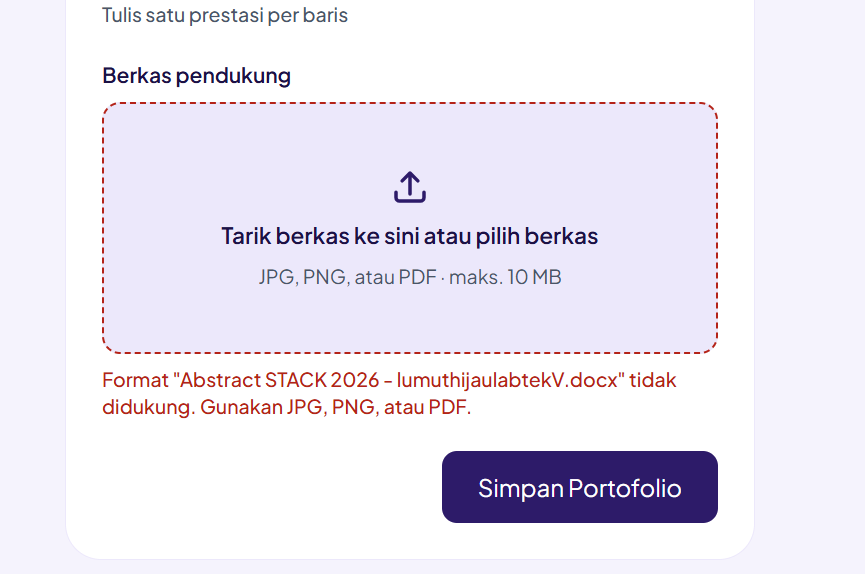 Tulis satu prestasi per baris
Berkas pendukung
Tarik berkas ke sini atau pilih berkas
JPG, PNG, atau PDF · maks. 10 MB
Format "Abstract STACK 2026 - lumuthijaulabtekV.docx" tidak
didukung. Gunakan JPG, PNG, atau PDF.
Simpan Portofolio